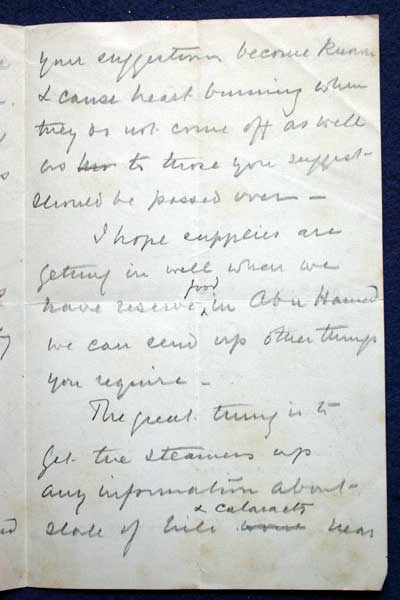 your suggestions become known
& cause heart burning when
they do not come off as well
as to those you suggest
should be passed over —
I hope supplies are
getting in well when we
have reserve food in Abu Hamed
we can send up other things
you require —
The great thing is to
get the steamers up
any information about
state of Nile & cataracts near